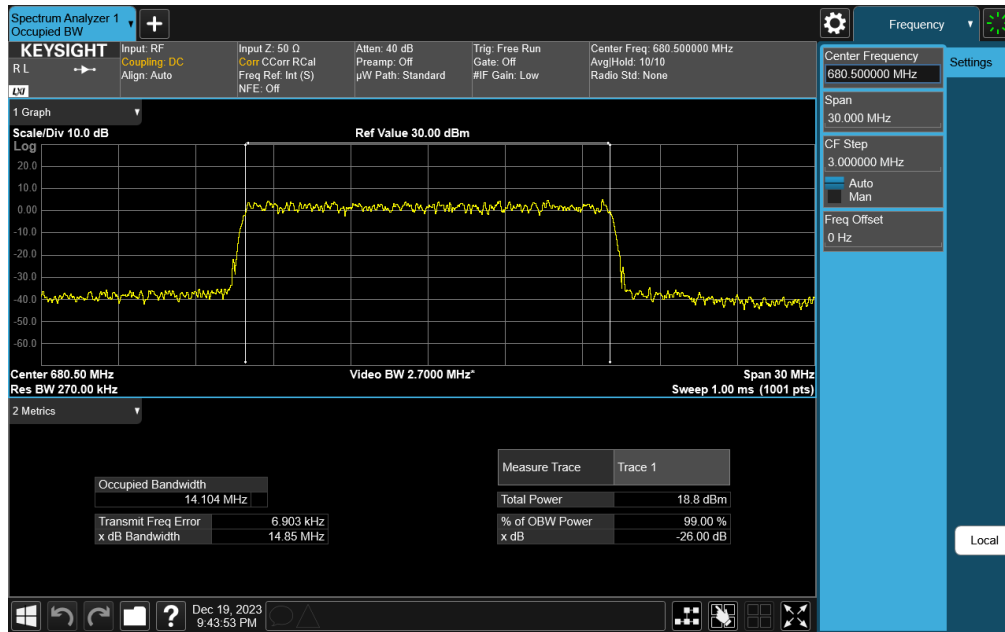 Spectrum Analyzer 1
Occupied BW
Frequency
KEYSIGHT
R L
LXI
Input: RF
Coupling: DC
Align: Auto
Input Z: 50 Ω
Corr CCorr RCal
Freq Ref: Int (S)
NFE: Off
Atten: 40 dB
Preamp: Off
µW Path: Standard
Trig: Free Run
Gate: Off
#IF Gain: Low
Center Freq: 680.500000 MHz
Avg|Hold: 10/10
Radio Std: None
Center Frequency
680.500000 MHz
Settings
Span
30.000 MHz
CF Step
3.000000 MHz
Auto
Man
Freq Offset
0 Hz
Local
1 Graph
Scale/Div 10.0 dB
Ref Value 30.00 dBm
Log
20.0
10.0
0.00
-10.0
-20.0
-30.0
-40.0
-50.0
-60.0
Center 680.50 MHz
Video BW 2.7000 MHz*
Span 30 MHz
Res BW 270.00 kHz
Sweep 1.00 ms (1001 pts)
2 Metrics
Occupied Bandwidth
14.104 MHz
Transmit Freq Error 6.903 kHz
x dB Bandwidth 14.85 MHz
Measure Trace Trace 1
Total Power 18.8 dBm
% of OBW Power 99.00 %
x dB -26.00 dB
?
Dec 19, 2023
9:43:53 PM